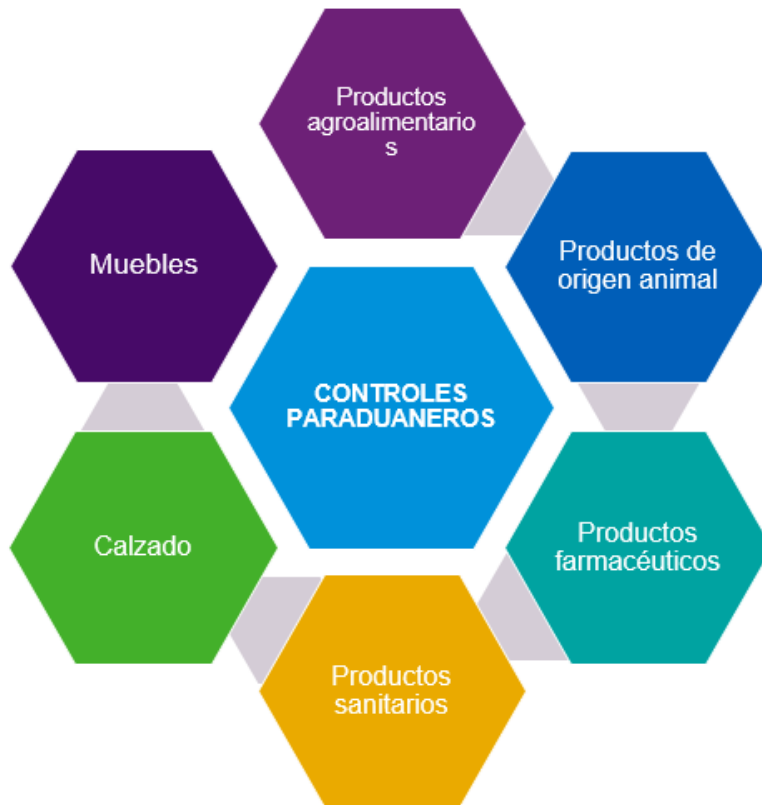 Productos
agroalimentario
s
Productos de
origen animal
Muebles
CONTROLES
PARADUANEROS
Productos
farmacéuticos
Calzado
Productos
sanitarios